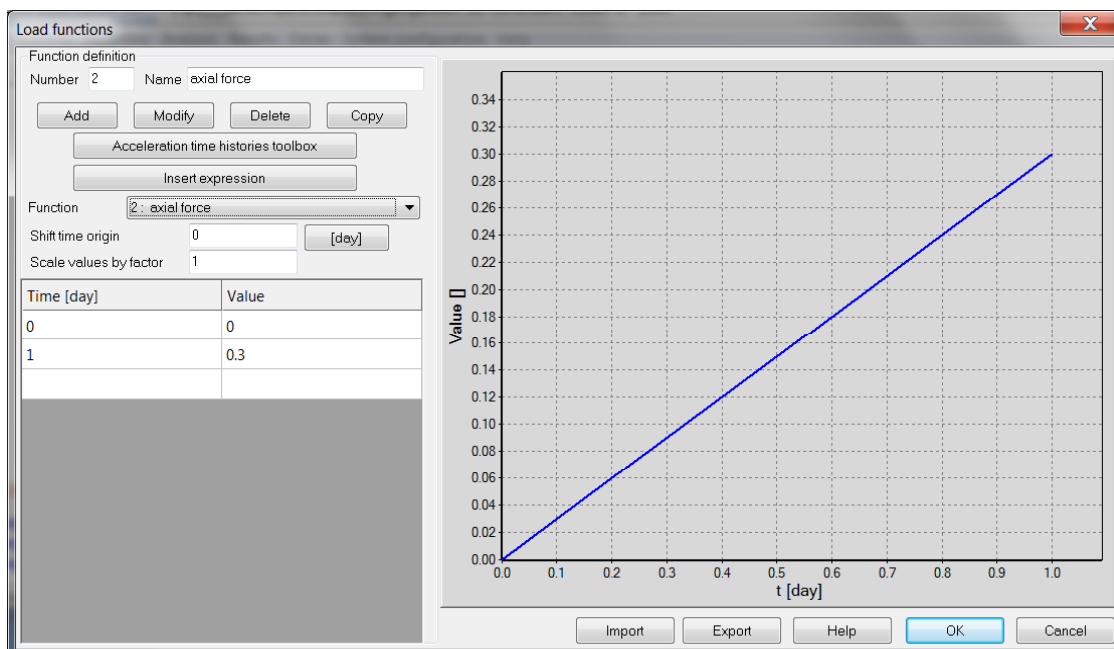 Load functions
X
Function definition
Number 2 Name axial force
Add Modify Delete Copy
Acceleration time histories toolbox
Insert expression
Function 2 : axial force
Shift time origin 0 [day]
Scale values by factor 1
Time [day] Value
0 0
1 0.3
Value []
0.34
0.32
0.30
0.28
0.26
0.24
0.22
0.20
0.18
0.16
0.14
0.12
0.10
0.08
0.06
0.04
0.02
0.00
0.0 0.1 0.2 0.3 0.4 0.5 0.6 0.7 0.8 0.9 1.0
t [day]
Import Export Help OK Cancel